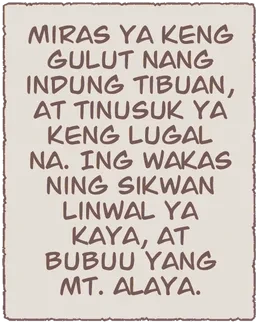 MIRAS YA KENG
GULUT NANG
INDUNG TIBUAN,
AT TINUSUK YA
KENG LUGAL
NA. ING WAKAS
NING SIKWAN
LINWAL YA
KAYA, AT
BUBUU YANG
MT. ALAYA.